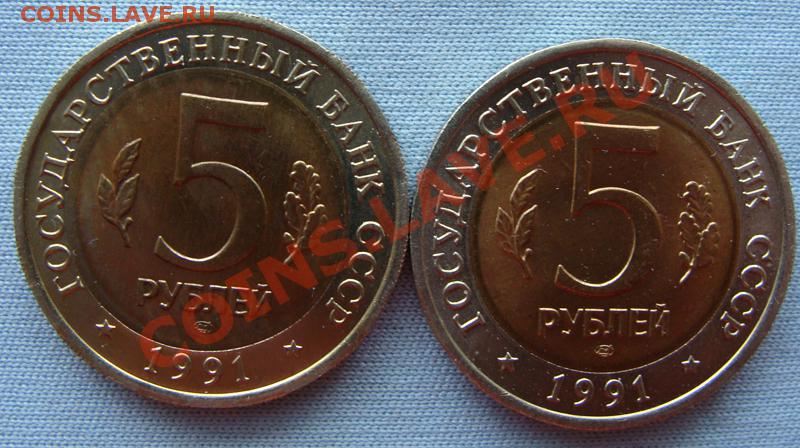 COINS.LAVE.RU
ГОСУДАРСТВЕННЫЙ БАНК СССР
5
РУБЛЕЙ
1991
ГОСУДАРСТВЕННЫЙ БАНК СССР
5
РУБЛЕЙ
1991
COINS.LAVE.RU